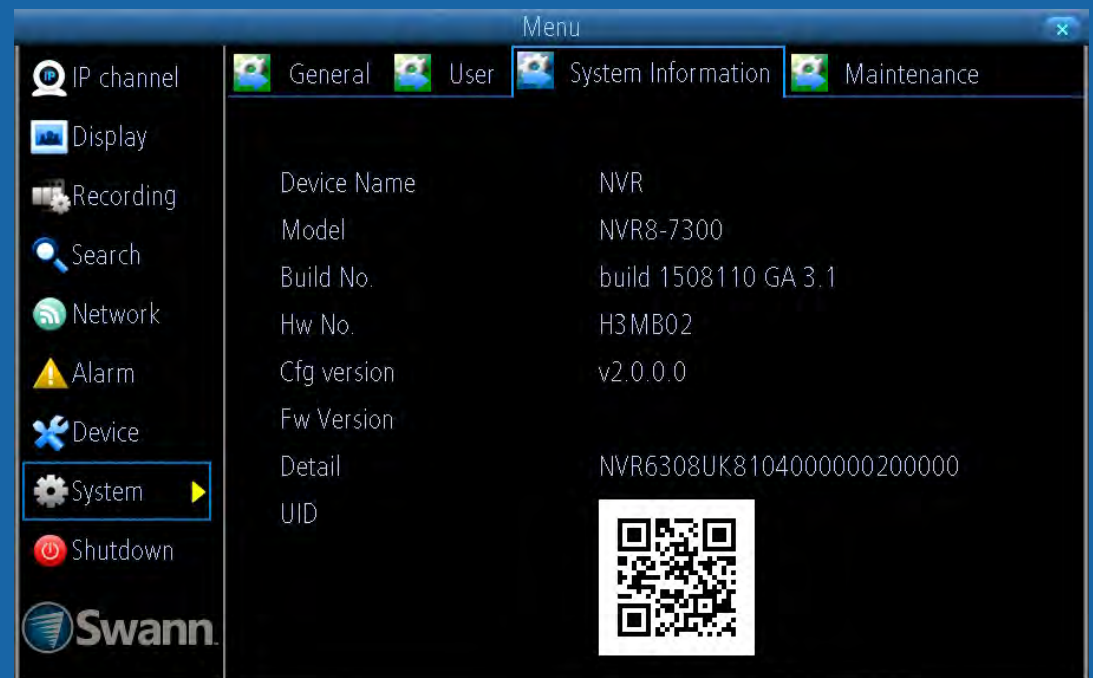 Menu
IP channel
Display
Recording
Search
Network
Alarm
Device
System
Shutdown
Swann
General User System Information Maintenance
Device Name NVR
Model NVR8-7300
Build No. build 1508110 GA 3.1
Hw No. H3MB02
Cfg version v2.0.0.0
Fw Version
Detail NVR6308UK8104000000200000
UID